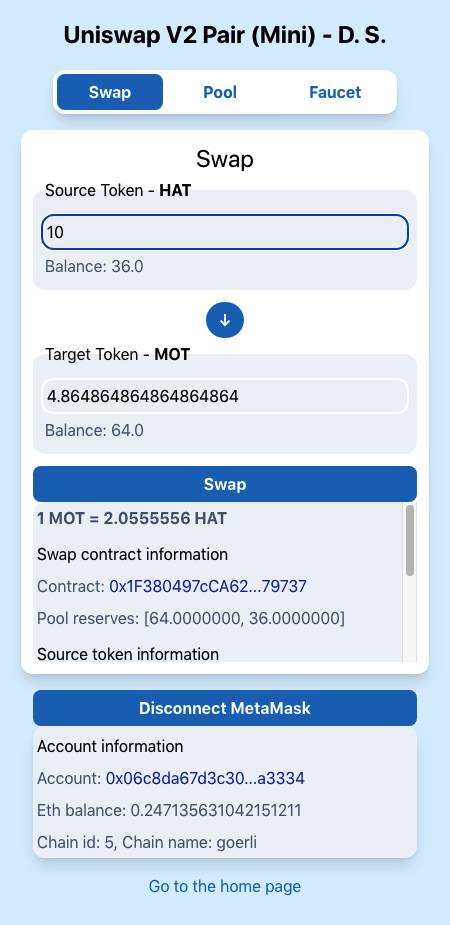 Uniswap V2 Pair (Mini) - D. S.
Swap Pool Faucet
Swap
Source Token - HAT
10
Balance: 36.0
Target Token - MOT
4.864864864864864864
Balance: 64.0
Swap
1 MOT = 2.0555556 HAT
Swap contract information
Contract: 0x1F380497cCA62...79737
Pool reserves: [64.0000000, 36.0000000]
Source token information
Disconnect MetaMask
Account information
Account: 0x06c8da67d3c30...a3334
Eth balance: 0.247135631042151211
Chain id: 5, Chain name: goerli
Go to the home page